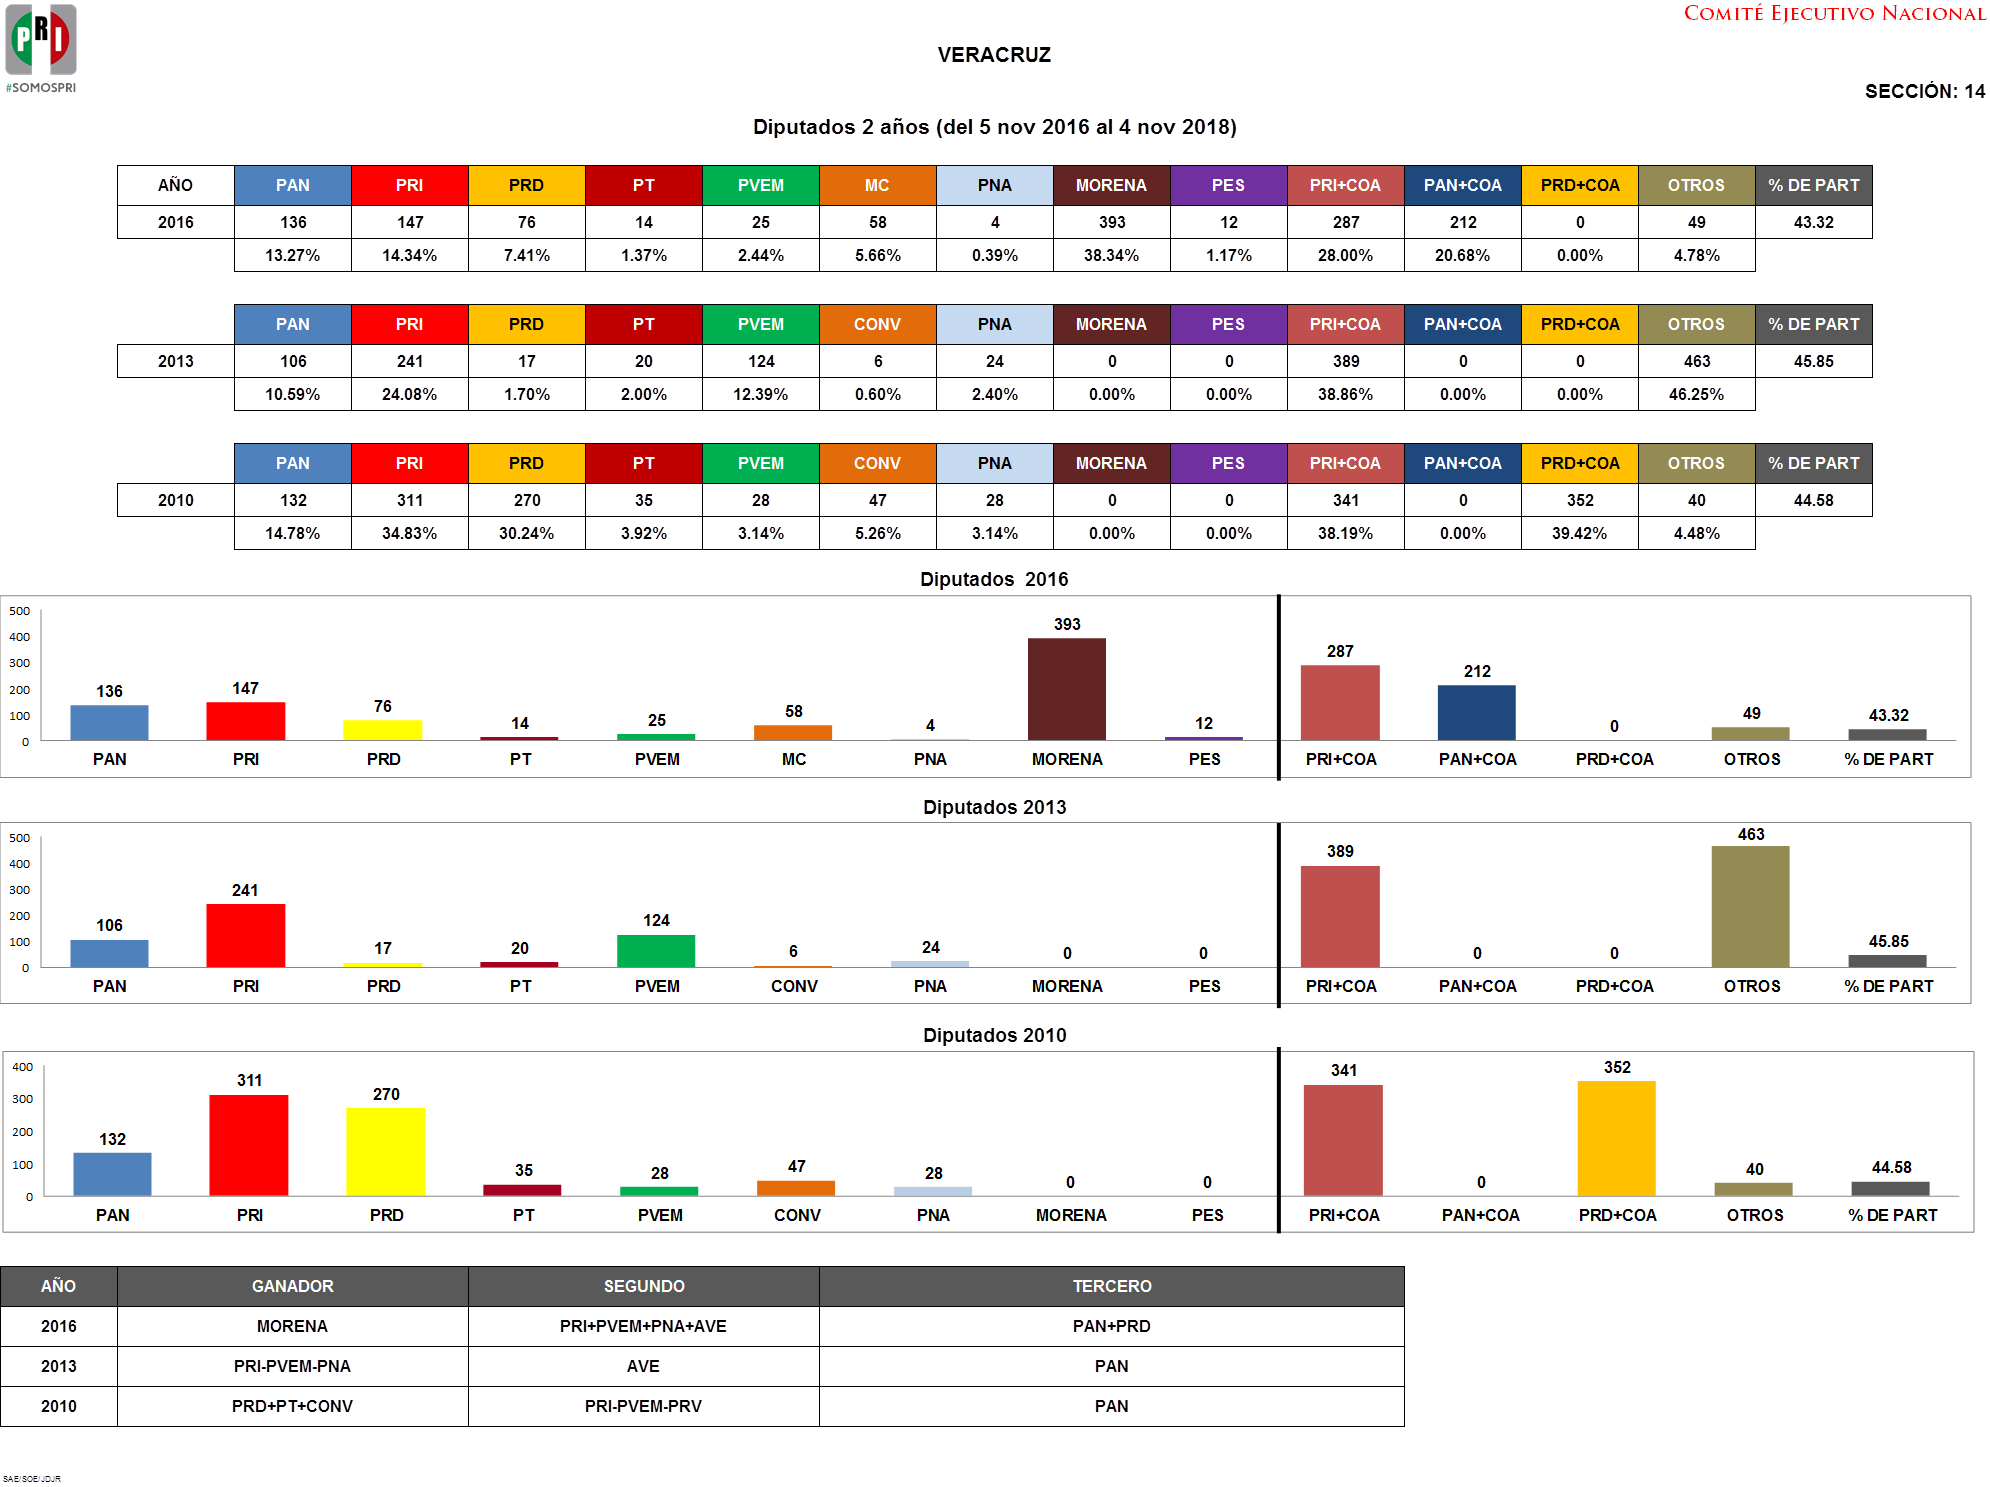 PRI
#SOMOSPRI
COMITÉ EJECUTIVO NACIONAL
VERACRUZ
SECCIÓN: 14
Diputados 2 años (del 5 nov 2016 al 4 nov 2018)
AÑO PAN PRI PRD PT PVEM MC PNA MORENA PES PRI+COA PAN+COA PRD+COA OTROS % DE PART
2016 136 147 76 14 25 58 4 393 12 287 212 0 49 43.32
13.27% 14.34% 7.41% 1.37% 2.44% 5.66% 0.39% 38.34% 1.17% 28.00% 20.68% 0.00% 4.78%
PAN PRI PRD PT PVEM CONV PNA MORENA PES PRI+COA PAN+COA PRD+COA OTROS % DE PART
2013 106 241 17 20 124 6 24 0 0 389 0 0 463 45.85
10.59% 24.08% 1.70% 2.00% 12.39% 0.60% 2.40% 0.00% 0.00% 38.86% 0.00% 0.00% 46.25%
PAN PRI PRD PT PVEM CONV PNA MORENA PES PRI+COA PAN+COA PRD+COA OTROS % DE PART
2010 132 311 270 35 28 47 28 0 0 341 0 352 40 44.58
14.78% 34.83% 30.24% 3.92% 3.14% 5.26% 3.14% 0.00% 0.00% 38.19% 0.00% 39.42% 4.48%
Diputados 2016
500
400
300
200
100
0
136 147 76 14 25 58 4 393 12 287 212 0 49 43.32
PAN PRI PRD PT PVEM MC PNA MORENA PES PRI+COA PAN+COA PRD+COA OTROS % DE PART
Diputados 2013
500
400
300
200
100
0
106 241 17 20 124 6 24 0 0 389 0 0 463 45.85
PAN PRI PRD PT PVEM CONV PNA MORENA PES PRI+COA PAN+COA PRD+COA OTROS % DE PART
Diputados 2010
400
300
200
100
0
132 311 270 35 28 47 28 0 0 341 0 352 40 44.58
PAN PRI PRD PT PVEM CONV PNA MORENA PES PRI+COA PAN+COA PRD+COA OTROS % DE PART
AÑO GANADOR SEGUNDO TERCERO
2016 MORENA PRI+PVEM+PNA+AVE PAN+PRD
2013 PRI-PVEM-PNA AVE PAN
2010 PRD+PT+CONV PRI-PVEM-PRV PAN
SAE/SOE/JDJR